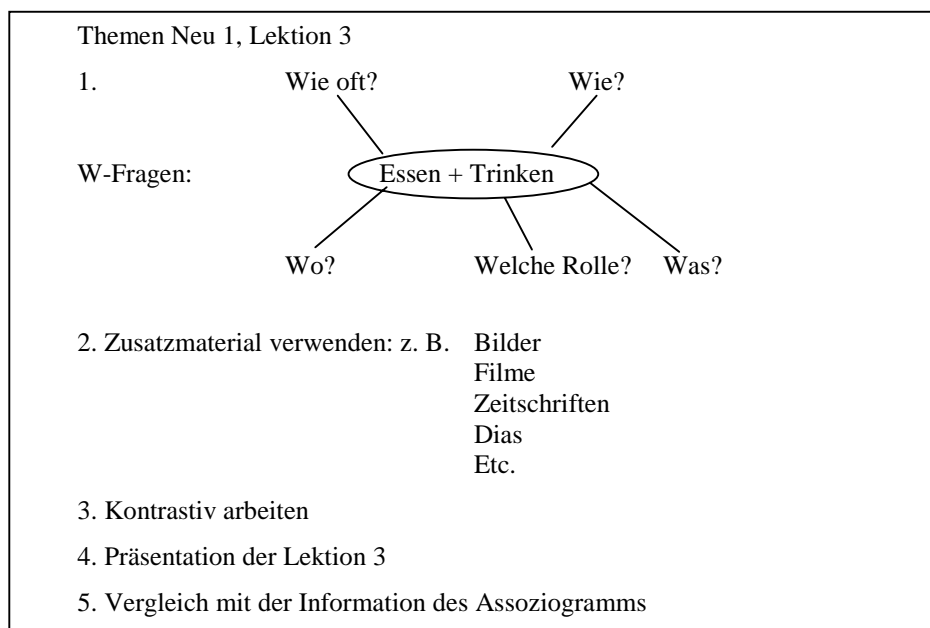 Themen Neu 1, Lektion 3
1. Wie oft? Wie?
W-Fragen: Essen + Trinken
Wo? Welche Rolle? Was?
2. Zusatzmaterial verwenden: z. B. Bilder
Filme
Zeitschriften
Dias
Etc.
3. Kontrastiv arbeiten
4. Präsentation der Lektion 3
5. Vergleich mit der Information des Assoziogramms